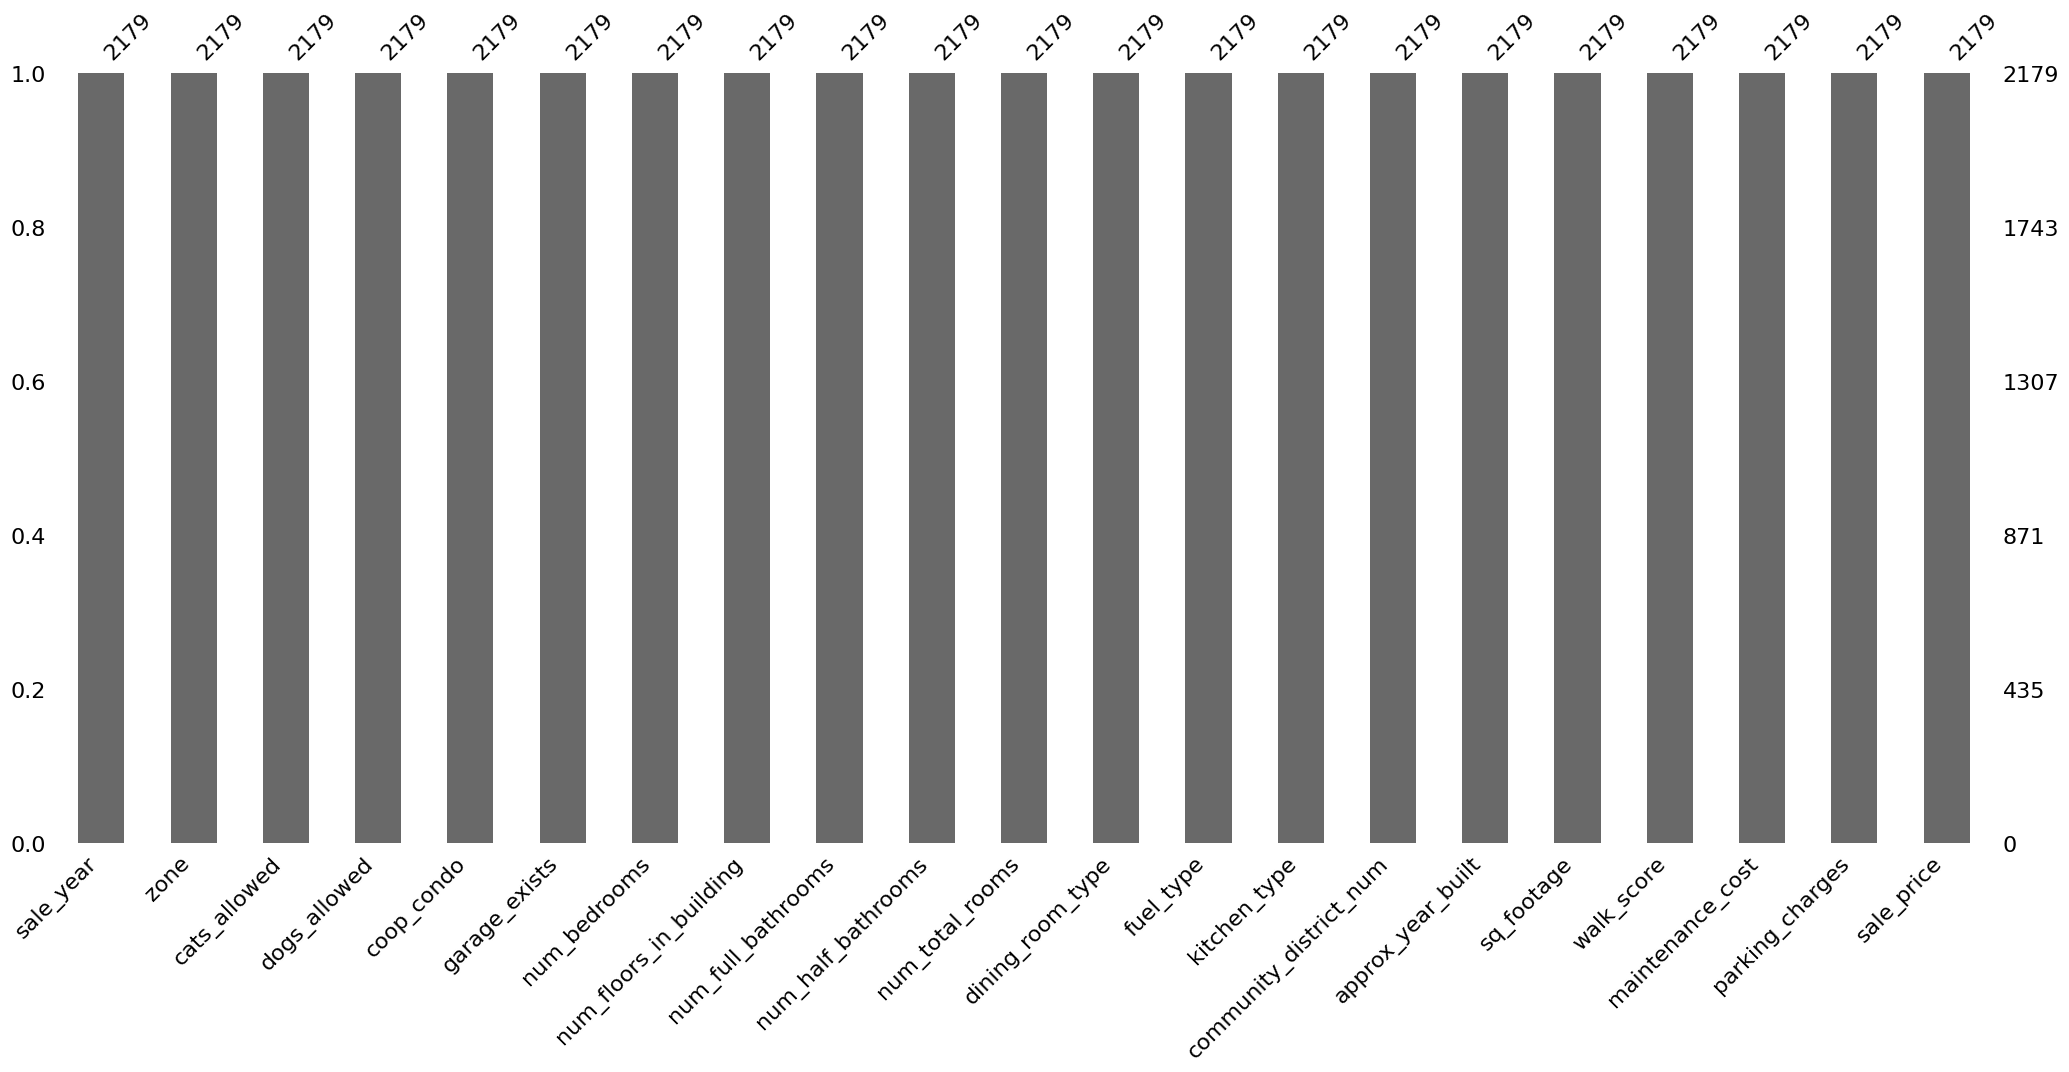 2179 2179 2179 2179 2179 2179 2179 2179 2179 2179 2179 2179 2179 2179 2179 2179 2179 2179 2179 2179 2179
1.0 2179
0.8 1743
0.6 1307
0.4 871
0.2 435
0.0 0
sale_year
zone
cats_allowed
dogs_allowed
coop_condo
garage_exists
num_bedrooms
num_floors_in_building
num_full_bathrooms
num_half_bathrooms
num_total_rooms
dining_room_type
fuel_type
kitchen_type
community_district_num
approx_year_built
sq_footage
walk_score
maintenance_cost
parking_charges
sale_price